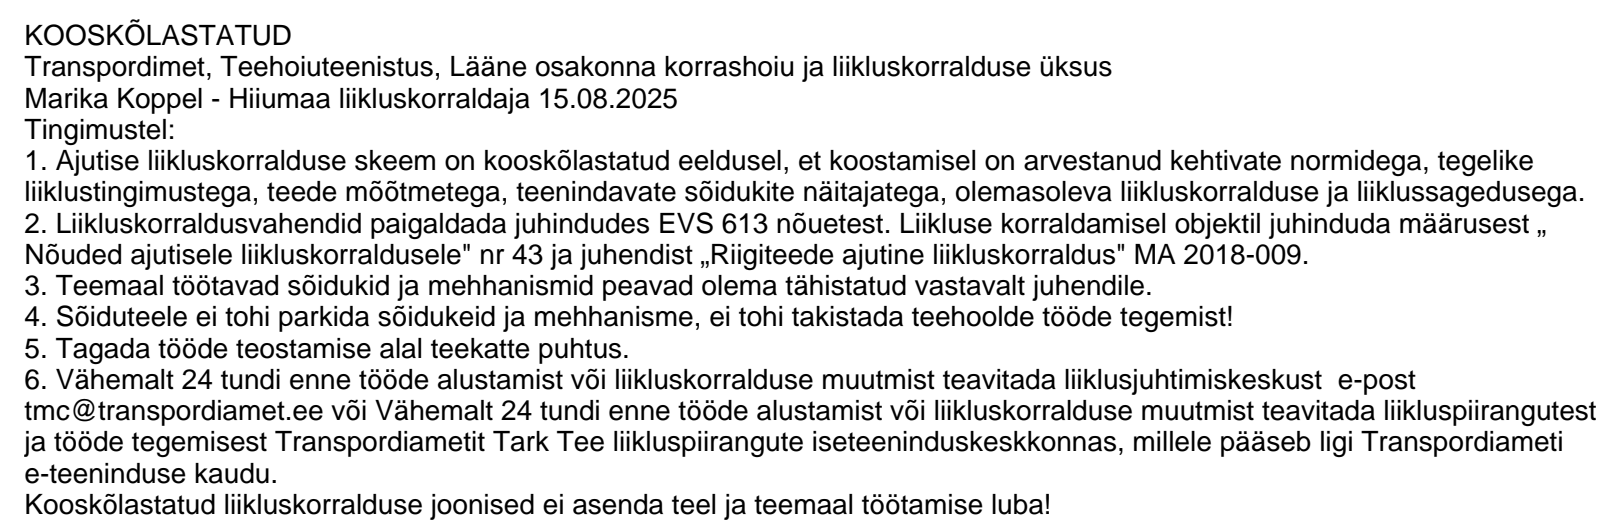 KOOSKÕLASTATUD
Transpordimet, Teehoiuteenistus, Lääne osakonna korrashoiu ja liikluskorralduse üksus
Marika Koppel - Hiiumaa liikluskorraldaja 15.08.2025
Tingimustel:
1. Ajutise liikluskorralduse skeem on kooskõlastatud eeldusel, et koostamisel on arvestanud kehtivate normidega, tegelike
liiklustingimustega, teede mõõtmetega, teenindavate sõidukite näitajatega, olemasoleva liikluskorralduse ja liiklussagedusega.
2. Liikluskorraldusvahendid paigaldada juhindudes EVS 613 nõuetest. Liikluse korraldamisel objektil juhinduda määrusest „
Nõuded ajutisele liikluskorraldusele" nr 43 ja juhendist „Riigiteede ajutine liikluskorraldus" MA 2018-009.
3. Teemaal töötavad sõidukid ja mehhanismid peavad olema tähistatud vastavalt juhendile.
4. Sõiduteele ei tohi parkida sõidukeid ja mehhanisme, ei tohi takistada teehoolde tööde tegemist!
5. Tagada tööde teostamise alal teekatte puhtus.
6. Vähemalt 24 tundi enne tööde alustamist või liikluskorralduse muutmist teavitada liiklusjuhtimiskeskust  e-post
tmc@transpordiamet.ee või Vähemalt 24 tundi enne tööde alustamist või liikluskorralduse muutmist teavitada liikluspiirangutest
ja tööde tegemisest Transpordiametit Tark Tee liikluspiirangute iseteeninduskeskkonnas, millele pääseb ligi Transpordiameti
e-teeninduse kaudu.
Kooskõlastatud liikluskorralduse joonised ei asenda teel ja teemaal töötamise luba!